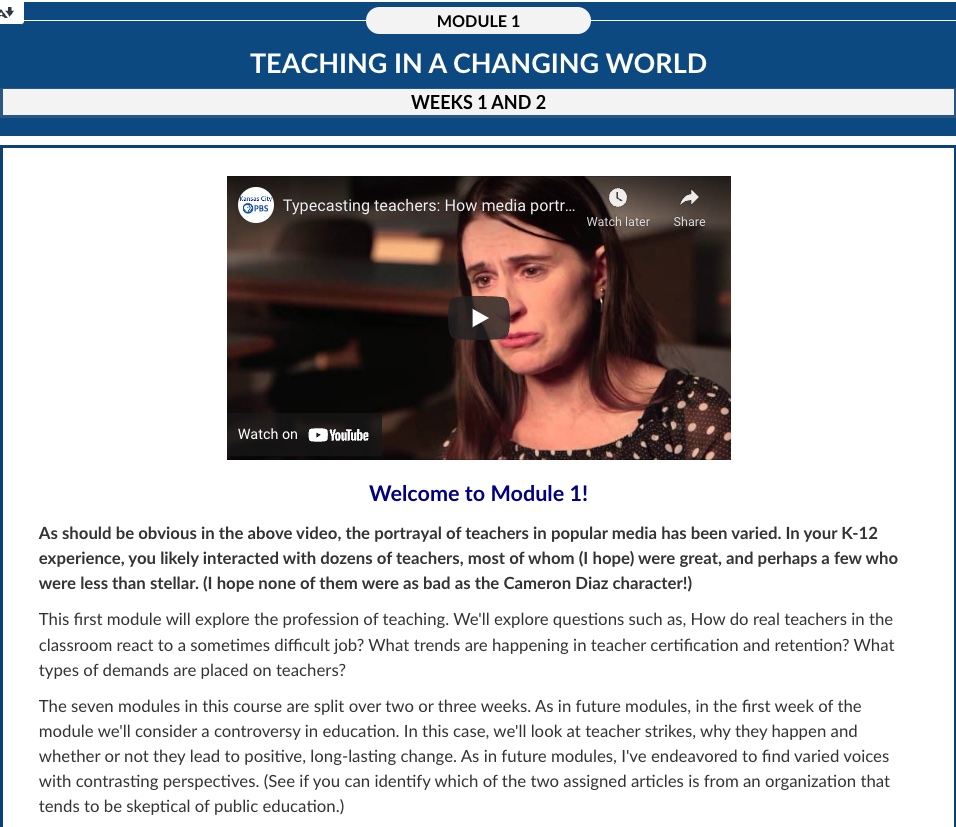 MODULE 1
TEACHING IN A CHANGING WORLD
WEEKS 1 AND 2
Kansas City
PBS
Typecasting teachers: How media portr...
Watch later
Share
Watch on YouTube
Welcome to Module 1!
As should be obvious in the above video, the portrayal of teachers in popular media has been varied. In your K-12
experience, you likely interacted with dozens of teachers, most of whom (I hope) were great, and perhaps a few who
were less than stellar. (I hope none of them were as bad as the Cameron Diaz character!)
This first module will explore the profession of teaching. We'll explore questions such as, How do real teachers in the
classroom react to a sometimes difficult job? What trends are happening in teacher certification and retention? What
types of demands are placed on teachers?
The seven modules in this course are split over two or three weeks. As in future modules, in the first week of the
module we'll consider a controversy in education. In this case, we'll look at teacher strikes, why they happen and
whether or not they lead to positive, long-lasting change. As in future modules, I've endeavored to find varied voices
with contrasting perspectives. (See if you can identify which of the two assigned articles is from an organization that
tends to be skeptical of public education.)